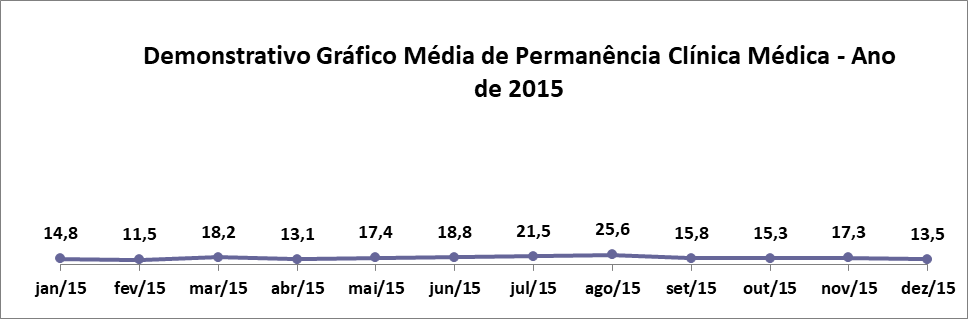 Demonstrativo Gráfico Média de Permanência Clínica Médica - Ano
de 2015
14,8 11,5 18,2 13,1 17,4 18,8 21,5 25,6 15,8 15,3 17,3 13,5
jan/15 fev/15 mar/15 abr/15 mai/15 jun/15 jul/15 ago/15 set/15 out/15 nov/15 dez/15